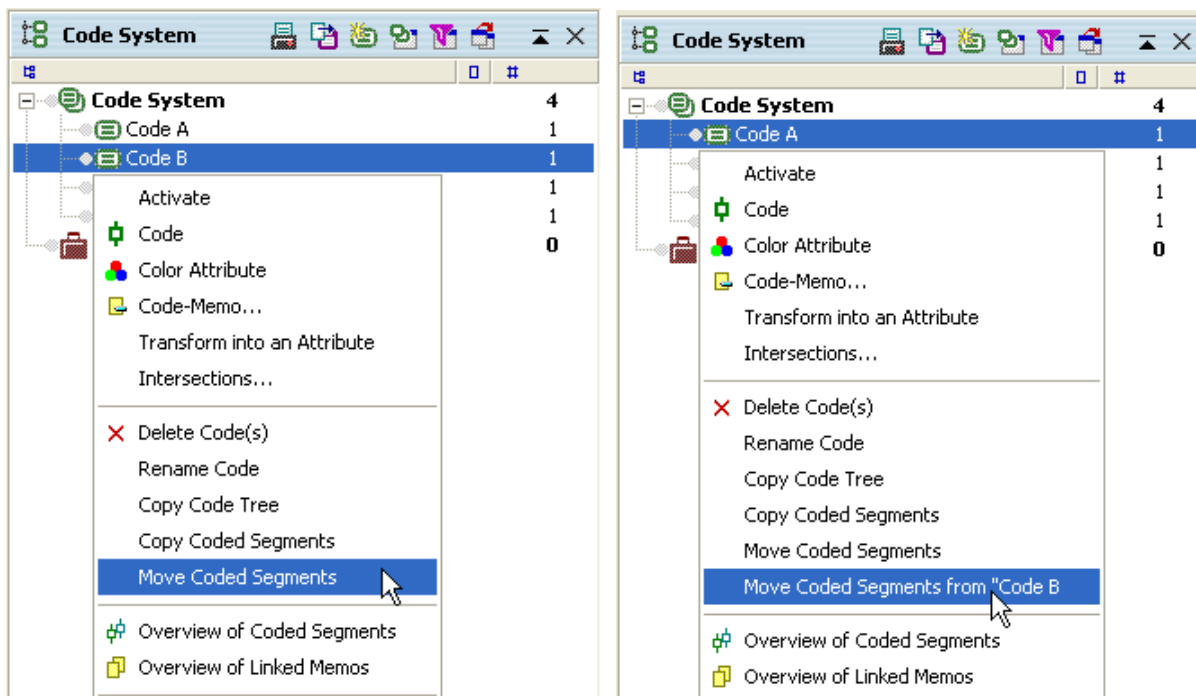 Code System
#
Code System 4
Code A 1
Code B 1
1
1
0
Activate
Code
Color Attribute
Code-Memo...
Transform into an Attribute
Intersections...
Delete Code(s)
Rename Code
Copy Code Tree
Copy Coded Segments
Move Coded Segments
Overview of Coded Segments
Overview of Linked Memos
Code System
#
Code System 4
Code A 1
1
1
1
0
Activate
Code
Color Attribute
Code-Memo...
Transform into an Attribute
Intersections...
Delete Code(s)
Rename Code
Copy Code Tree
Copy Coded Segments
Move Coded Segments
Move Coded Segments from "Code B
Overview of Coded Segments
Overview of Linked Memos